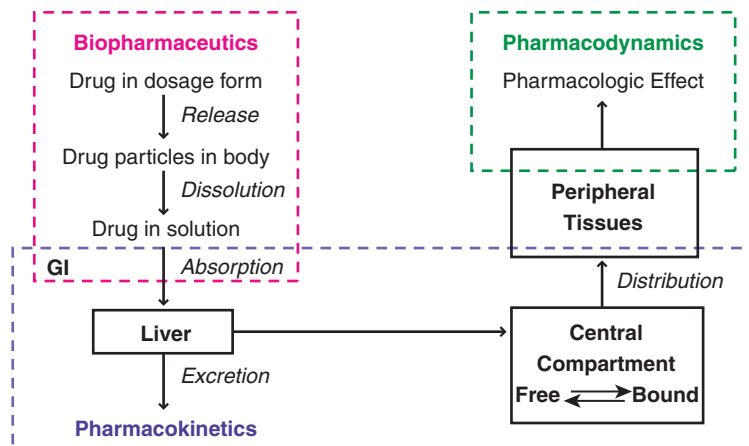 Biopharmaceutics
Drug in dosage form
Release
Drug particles in body
Dissolution
Drug in solution
GI
Absorption
Liver
Excretion
Pharmacokinetics
Pharmacodynamics
Pharmacologic Effect
Peripheral
Tissues
Distribution
Central
Compartment
Free Bound